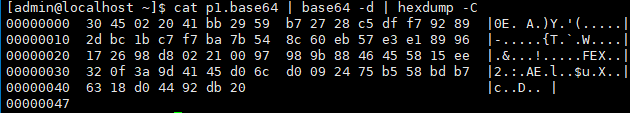 [admin@localhost ~]$ cat p1.base64 | base64 -d | hexdump -C
00000000  30 45 02 20 41 bb 29 59  b7 27 28 c5 df f7 92 89  |0E. A.)Y.'(.....|
00000010  2d bc 1b c7 f7 ba 7b 54  8c 60 eb 57 e3 e1 89 96  |-.....{T.`.W....|
00000020  17 26 98 d8 02 21 00 97  98 9b 88 46 45 58 15 ee  |.&...!.....FEX..|
00000030  32 0f 3a 9d 41 45 d0 6c  d0 09 24 75 b5 58 bd b7  |2.:.AE.l..$u.X..|
00000040  63 18 d0 44 92 db 20                              |c..D.. |
00000047